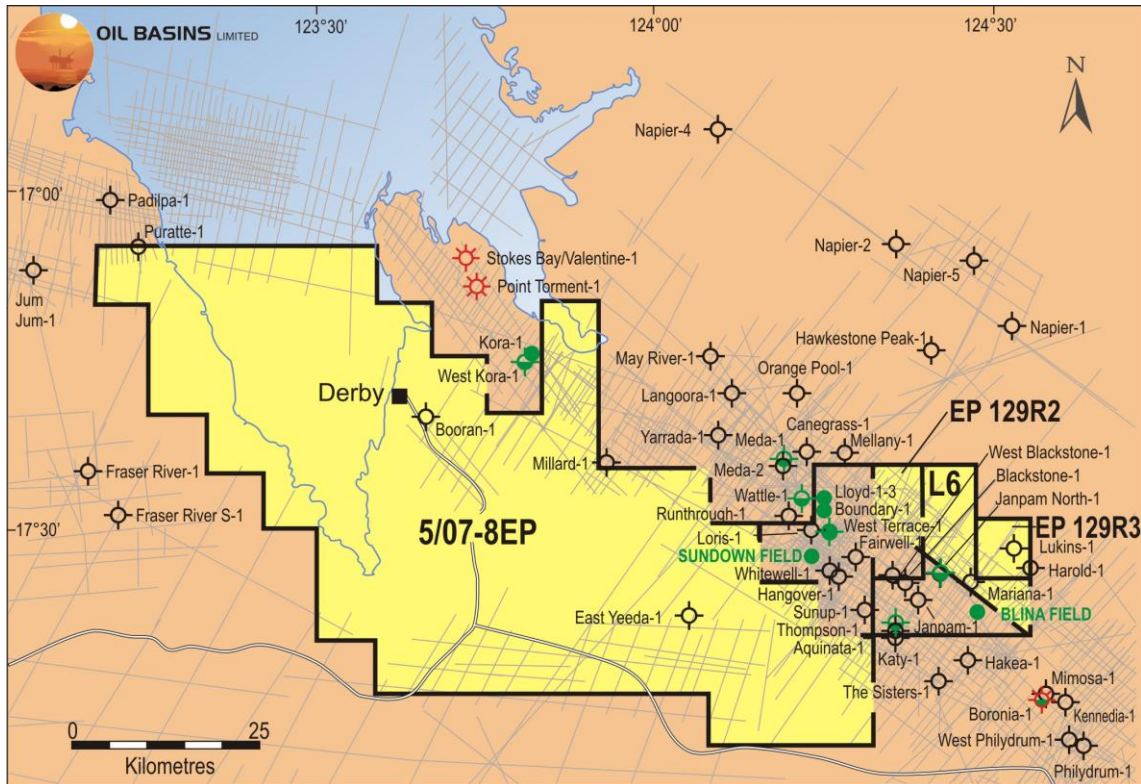 OIL BASINS LIMITED
123°30'
124°00'
124°30'
N
Napier-4
17°00'
Padilpa-1
Puratte-1
Jum
Jum-1
Stokes Bay/Valentine-1
Point Torment-1
Napier-2
Napier-5
Napier-1
Kora-1
West Kora-1
May River-1
Hawkestone Peak-1
Orange Pool-1
Langoora-1
Derby
Booran-1
EP 129R2
Canegrass-1
Yarrada-1
Meda-1
Mellany-1
West Blackstone-1
Blackstone-1
Millard-1
Meda-2
L6
Janpam North-1
Fraser River-1
Wattle-1
Lloyd-1-3
Boundary-1
Fraser River S-1
17°30'
5/07-8EP
Runthrough-1
West Terrace-1
EP 129R3
Loris-1
Fairwell-1
Lukins-1
SUNDOWN FIELD
Harold-1
Whitewell-1
Hangover-1
Mariana-1
East Yeeda-1
Sunup-1
BLINA FIELD
Thompson-1
Janpam-1
Aquinata-1
Katy-1
Hakea-1
The Sisters-1
Mimosa-1
Boronia-1
Kennedia-1
West Philydrum-1
Philydrum-1
0
25
Kilometres